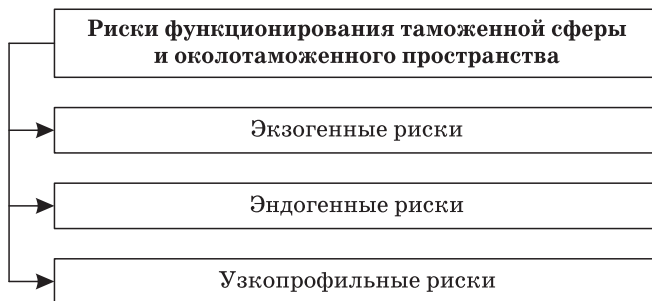 Риски функционирования таможенной сферы
и околотаможенного пространства
Экзогенные риски
Эндогенные риски
Узкопрофильные риски